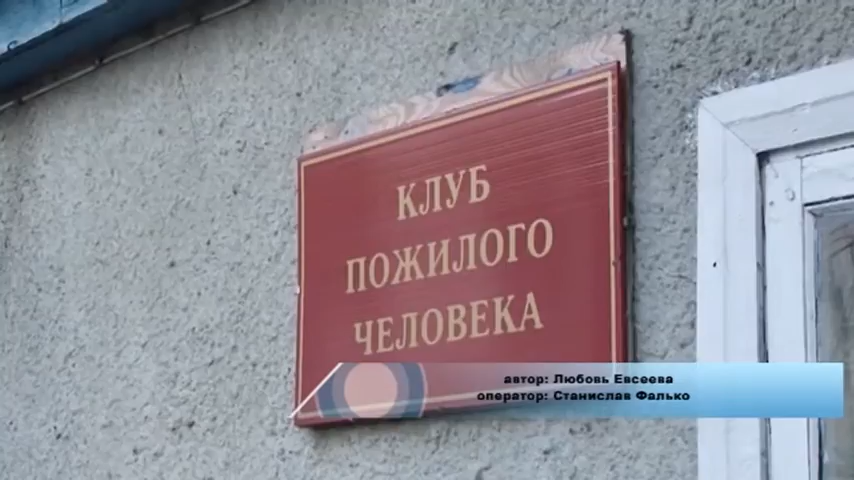 КЛУБ
ПОЖИЛОГО
ЧЕЛОВЕКА
автор: Любовь Евсеева
оператор: Станислав Фалько